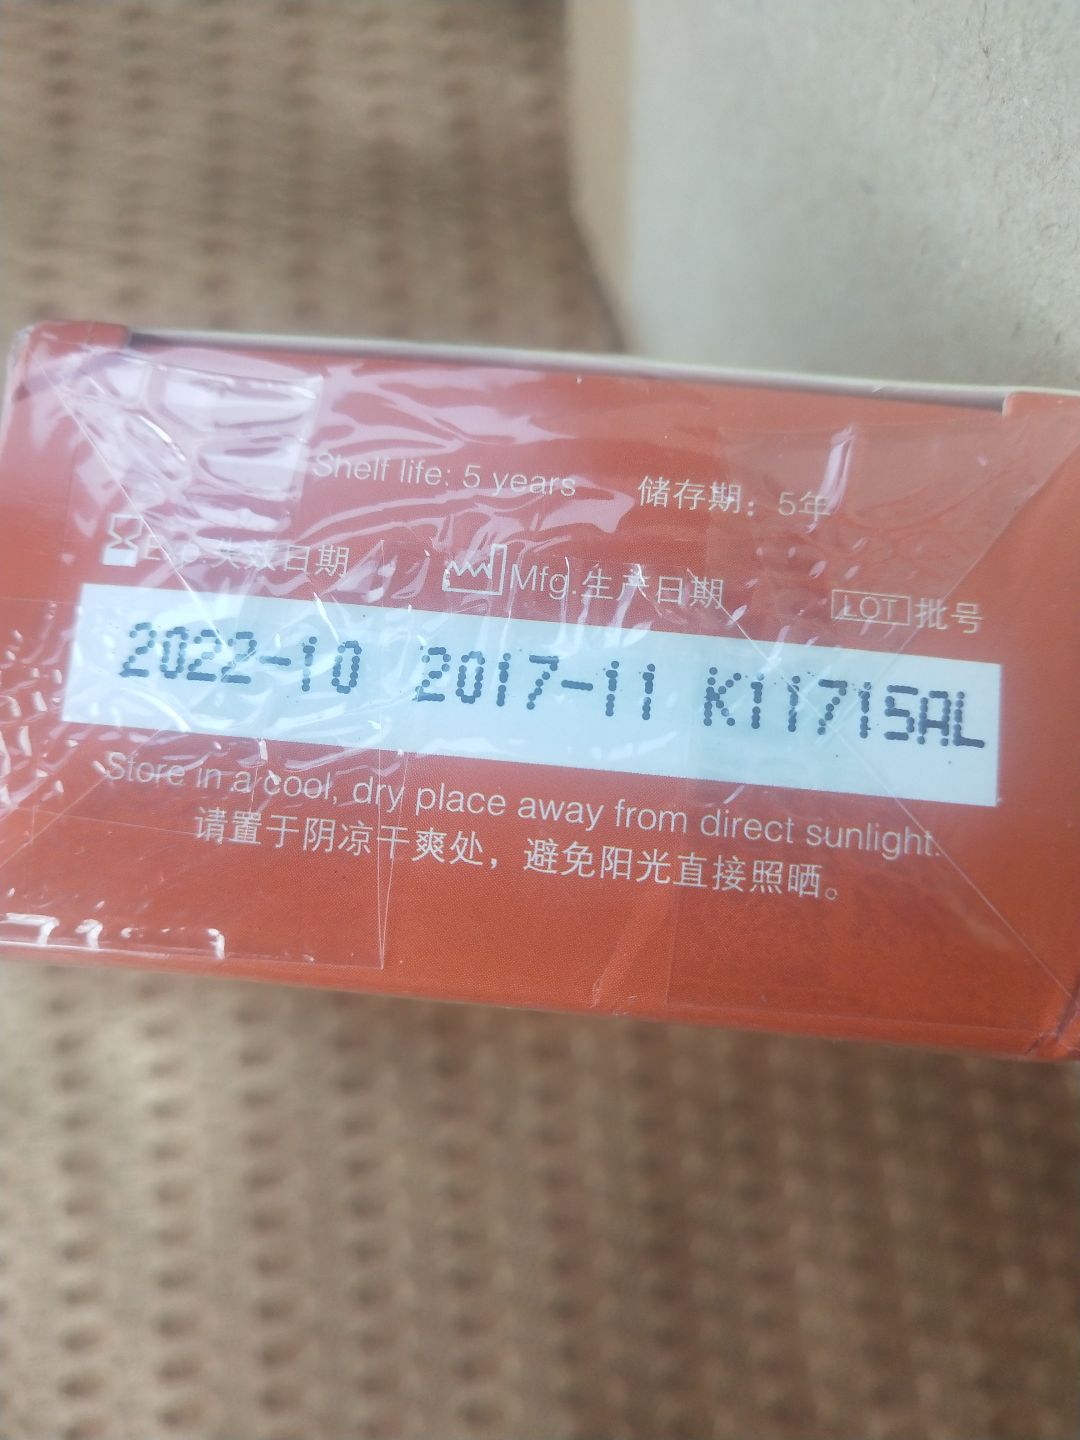 Shelf life: 5 years 储存期：5年
失效日期 Mfg.生产日期 LOT 批号
2022-10 2017-11 K11715AL
Store in a cool, dry place away from direct sunlight.
请置于阴凉干爽处，避免阳光直接照晒。